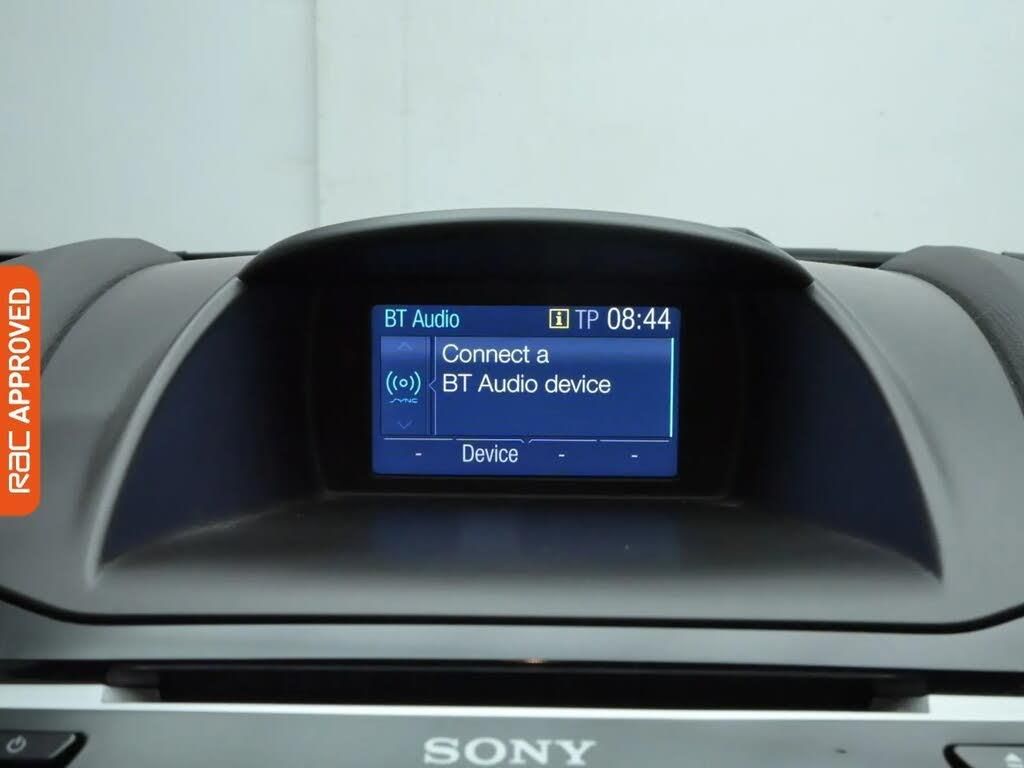 BT Audio
i TP 08:44
Connect a
BT Audio device
SYNC
- Device - -
RAC APPROVED
SONY